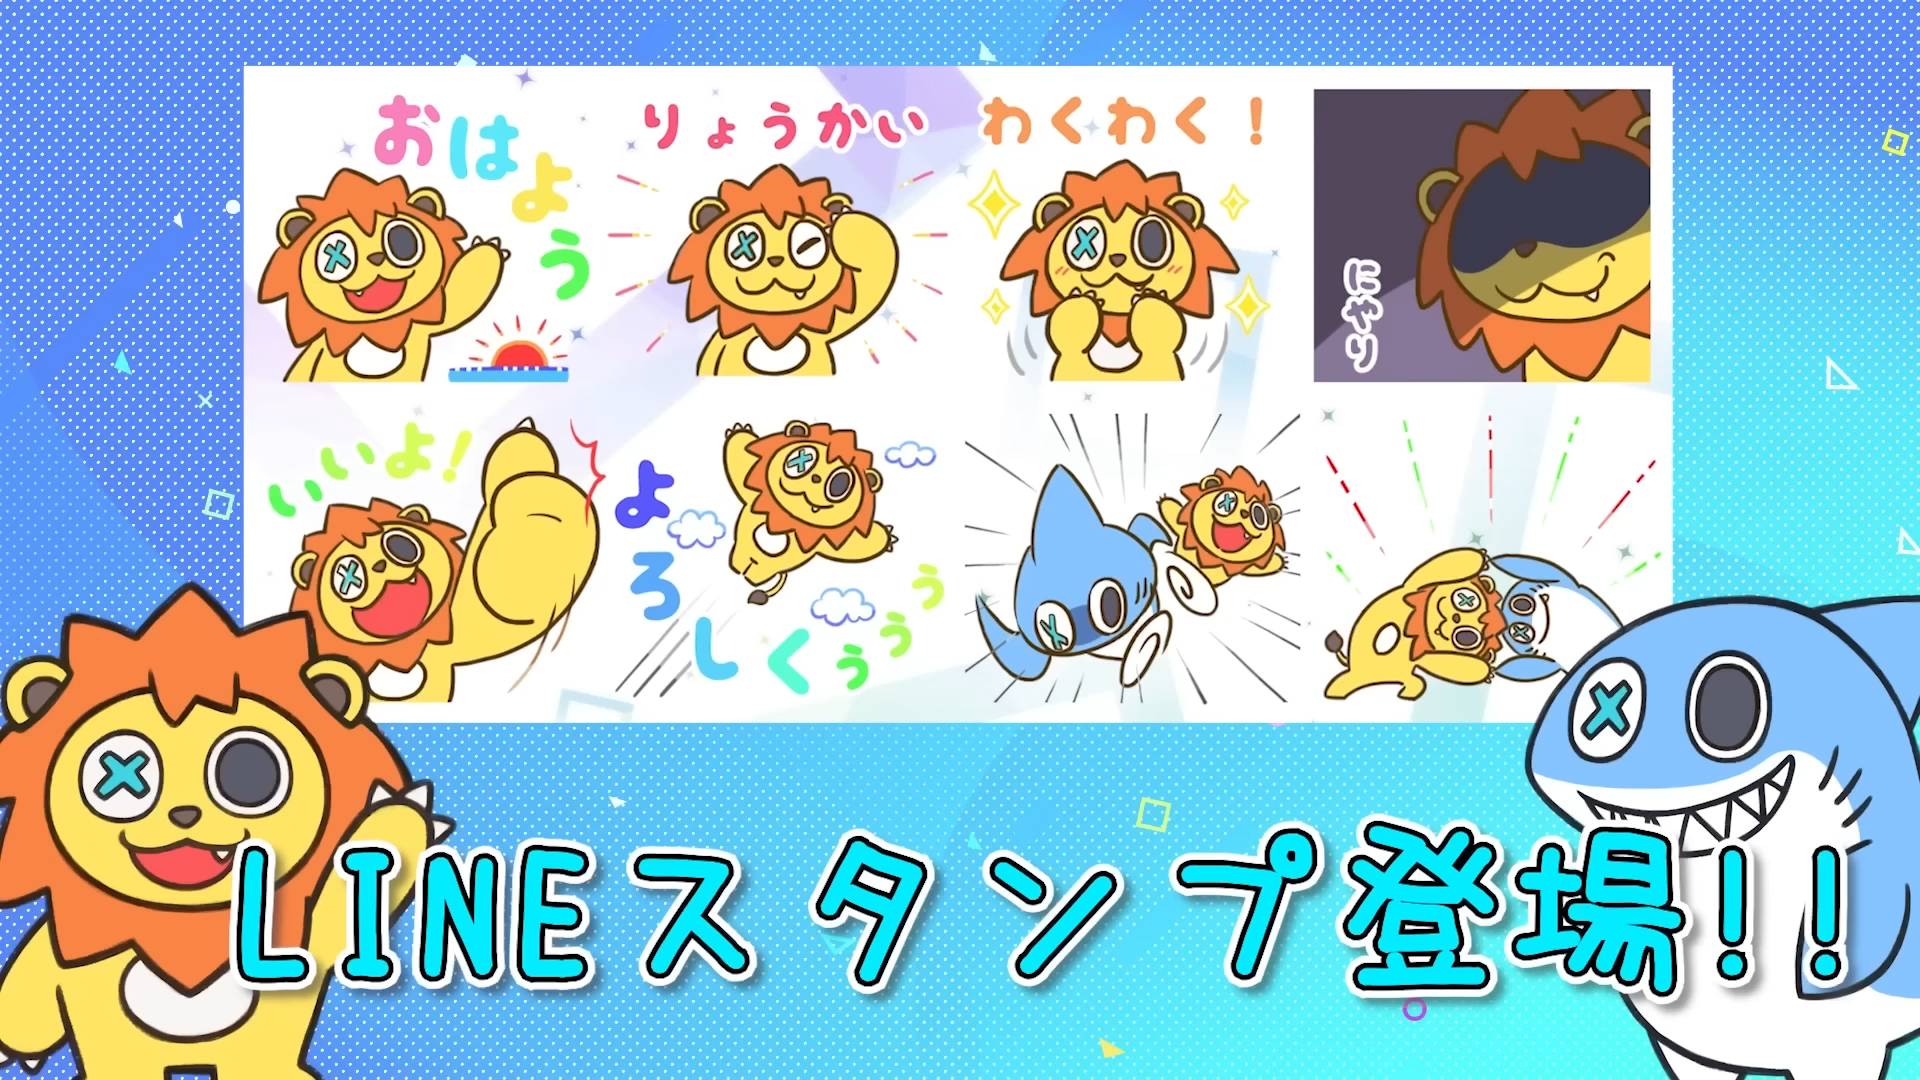 おはよう
りょうかい
わくわく！
にやり
いいよ！
よろしくぅぅぅ
LINEスタンプ登場!!